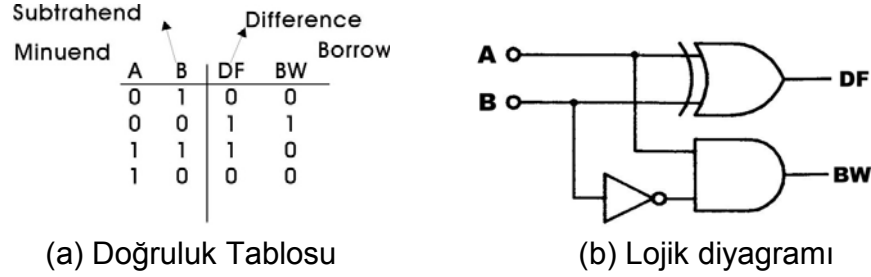 Subtrahend
Difference
Minuend
Borrow
A B DF BW
0 1 0 0
0 0 1 1
1 1 1 0
1 0 0 0
(a) Doğruluk Tablosu
A
B
DF
BW
(b) Lojik diyagramı